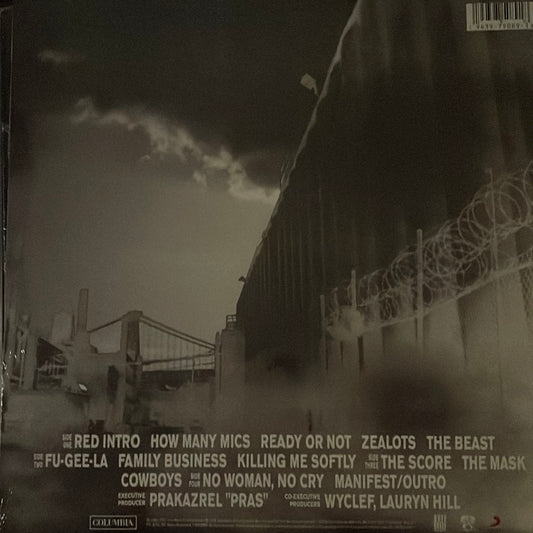 SIDE ONE RED INTRO HOW MANY MICS READY OR NOT ZEALOTS THE BEAST
SIDE TWO FU-GEE-LA FAMILY BUSINESS KILLING ME SOFTLY SIDE THREE THE SCORE THE MASK
COWBOYS SIDE FOUR NO WOMAN, NO CRY MANIFEST/OUTRO
EXECUTIVE PRODUCER PRAKAZREL "PRAS" CO-EXECUTIVE PRODUCERS WYCLEF, LAURYN HILL
COLUMBIA